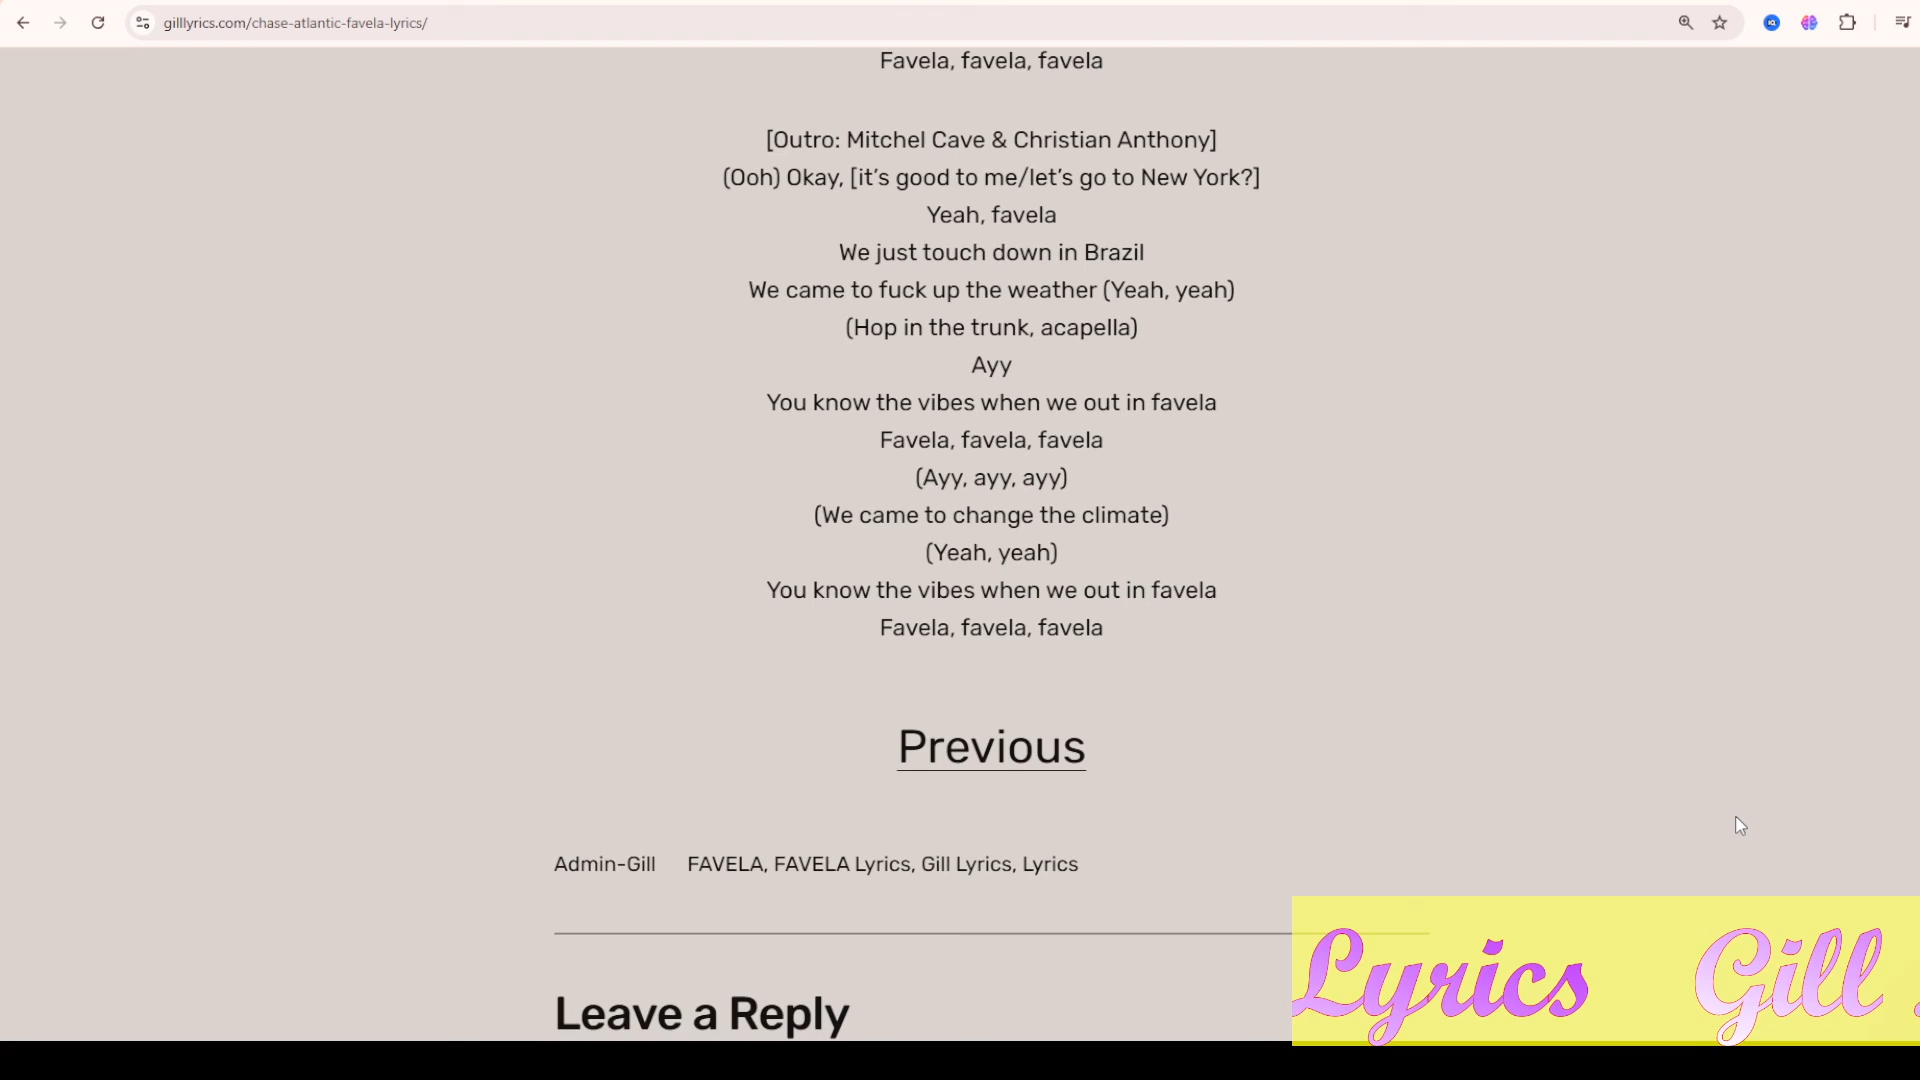 gilllyrics.com/chase-atlantic-favela-lyrics/
Favela, favela, favela
[Outro: Mitchel Cave & Christian Anthony]
(Ooh) Okay, [it’s good to me/let’s go to New York?]
Yeah, favela
We just touch down in Brazil
We came to fuck up the weather (Yeah, yeah)
(Hop in the trunk, acapella)
Ayy
You know the vibes when we out in favela
Favela, favela, favela
(Ayy, ayy, ayy)
(We came to change the climate)
(Yeah, yeah)
You know the vibes when we out in favela
Favela, favela, favela
Previous
Admin-Gill FAVELA, FAVELA Lyrics, Gill Lyrics, Lyrics
Leave a Reply
Lyrics Gill